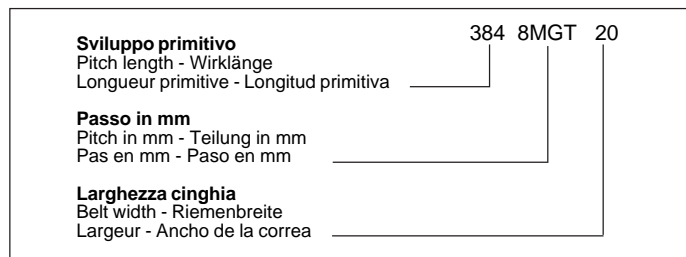 384 8MGT 20
Sviluppo primitivo
Pitch length - Wirklänge
Longueur primitive - Longitud primitiva
Passo in mm
Pitch in mm - Teilung in mm
Pas en mm - Paso en mm
Larghezza cinghia
Belt width - Riemenbreite
Largeur - Ancho de la correa